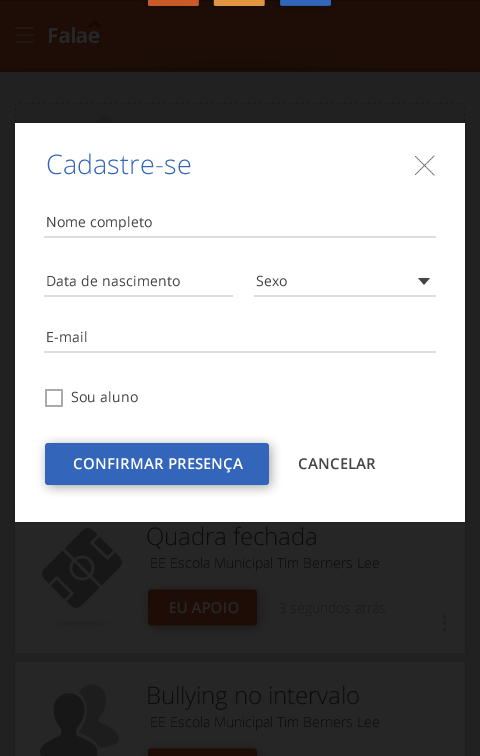 Falaê
Cadastre-se
Nome completo
Data de nascimento Sexo
E-mail
Sou aluno
CONFIRMAR PRESENÇA CANCELAR
Quadra fechada
EE Escola Municipal Tim Berners Lee
EU APOIO 3 segundos atrás
Bullying no intervalo
EE Escola Municipal Tim Berners Lee